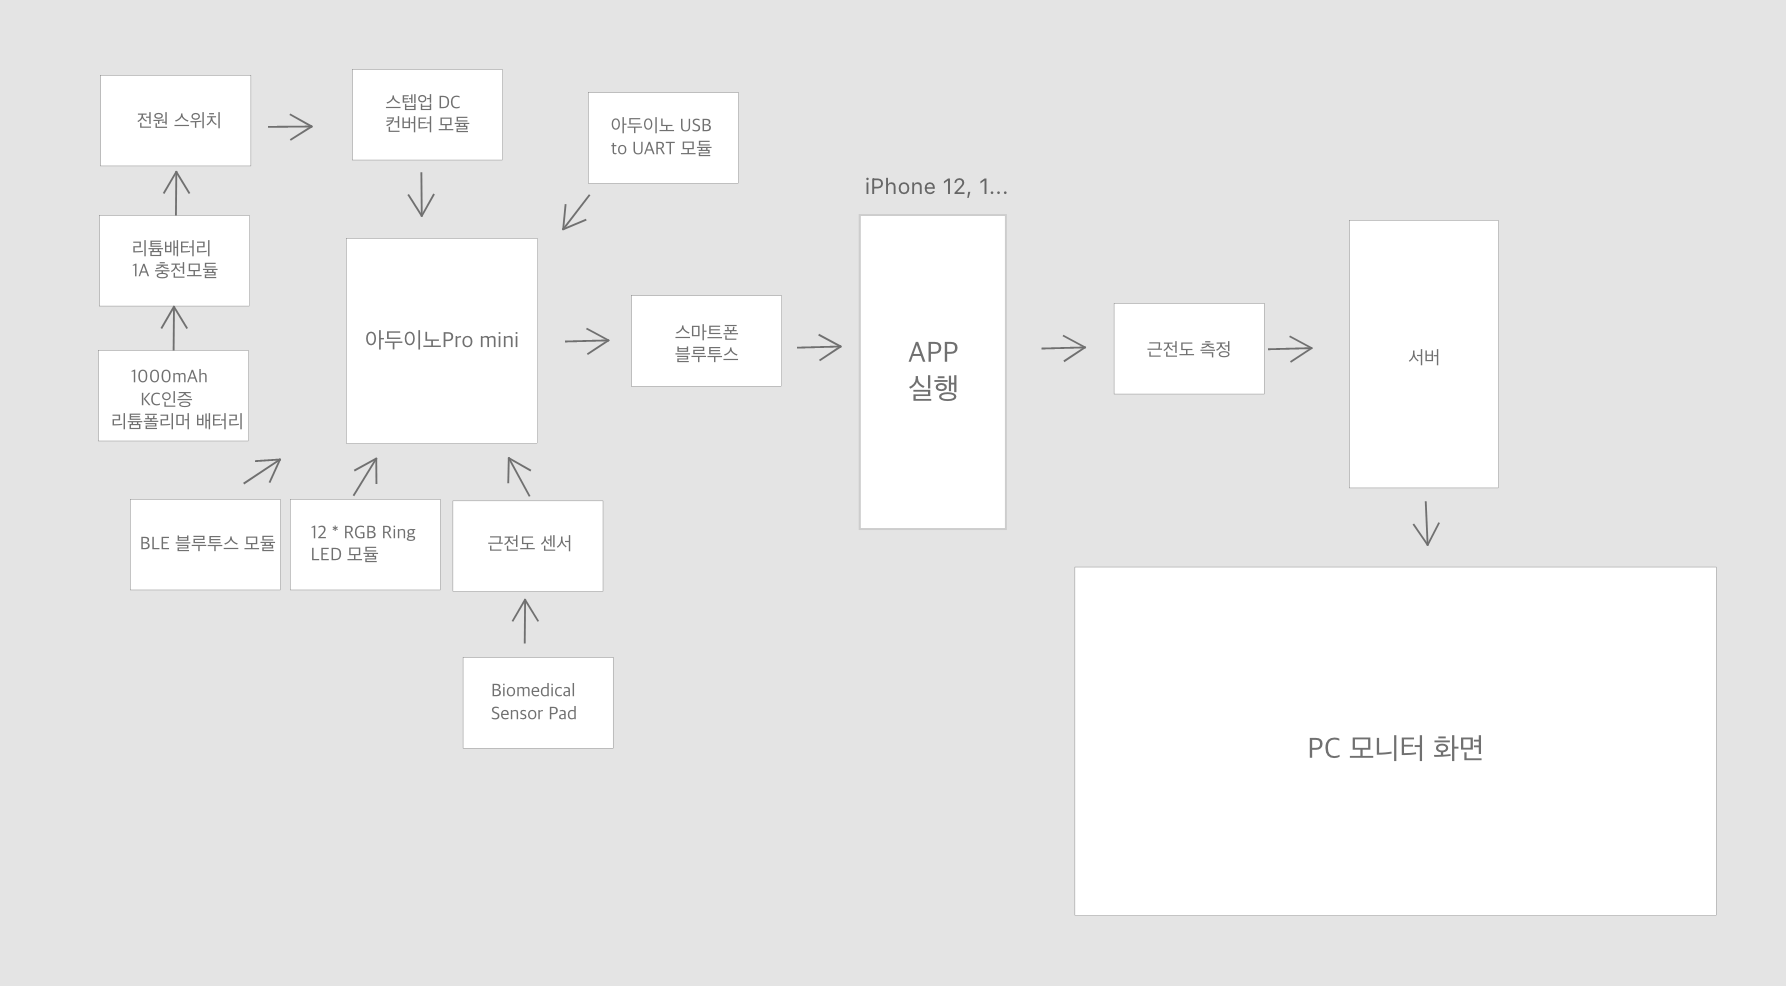 전원 스위치
스텝업 DC
컨버터 모듈
아두이노 USB
to UART 모듈
iPhone 12, 1...
리튬배터리
1A 충전모듈
1000mAh
KC인증
리튬폴리머 배터리
아두이노Pro mini
스마트폰
블루투스
APP
실행
근전도 측정
서버
BLE 블루투스 모듈
12 * RGB Ring
LED 모듈
근전도 센서
Biomedical
Sensor Pad
PC 모니터 화면